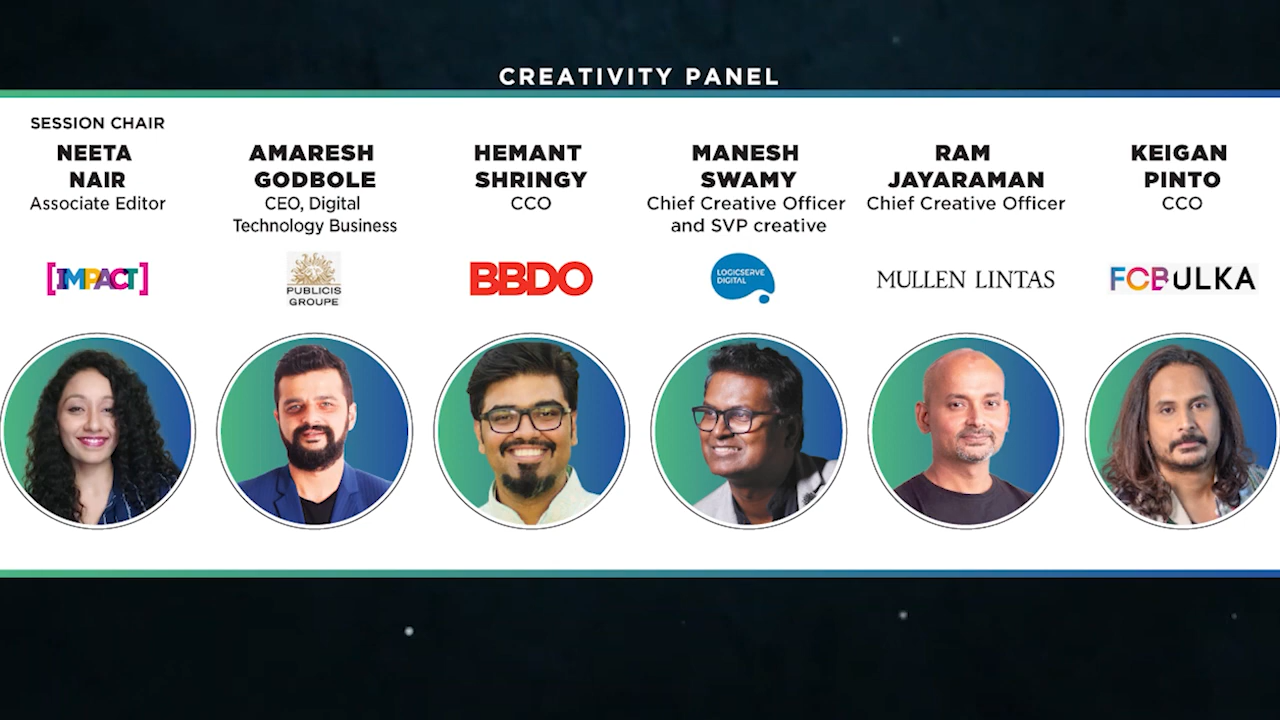 CREATIVITY PANEL
SESSION CHAIR
NEETA
NAIR
Associate Editor
[IMPACT]
AMARESH
GODBOLE
CEO, Digital
Technology Business
PUBLICIS
GROUPE
HEMANT
SHRINGY
CCO
BBDO
MANESH
SWAMY
Chief Creative Officer
and SVP creative
LOGICSERVE
DIGITAL
RAM
JAYARAMAN
Chief Creative Officer
MULLEN LINTAS
KEIGAN
PINTO
CCO
FCBULKA